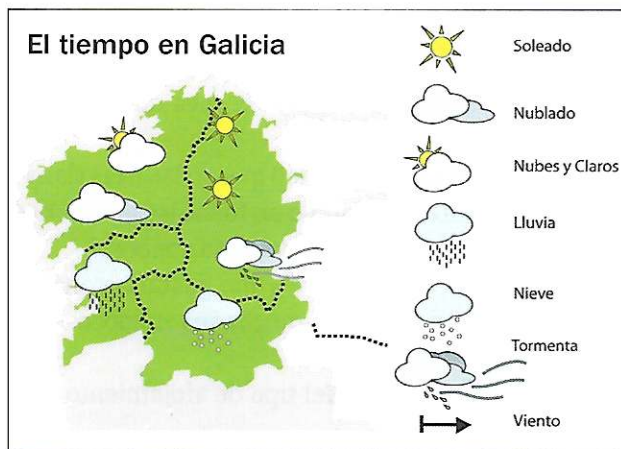 El tiempo en Galicia
Soleado
Nublado
Nubes y Claros
Lluvia
Nieve
Tormenta
Viento